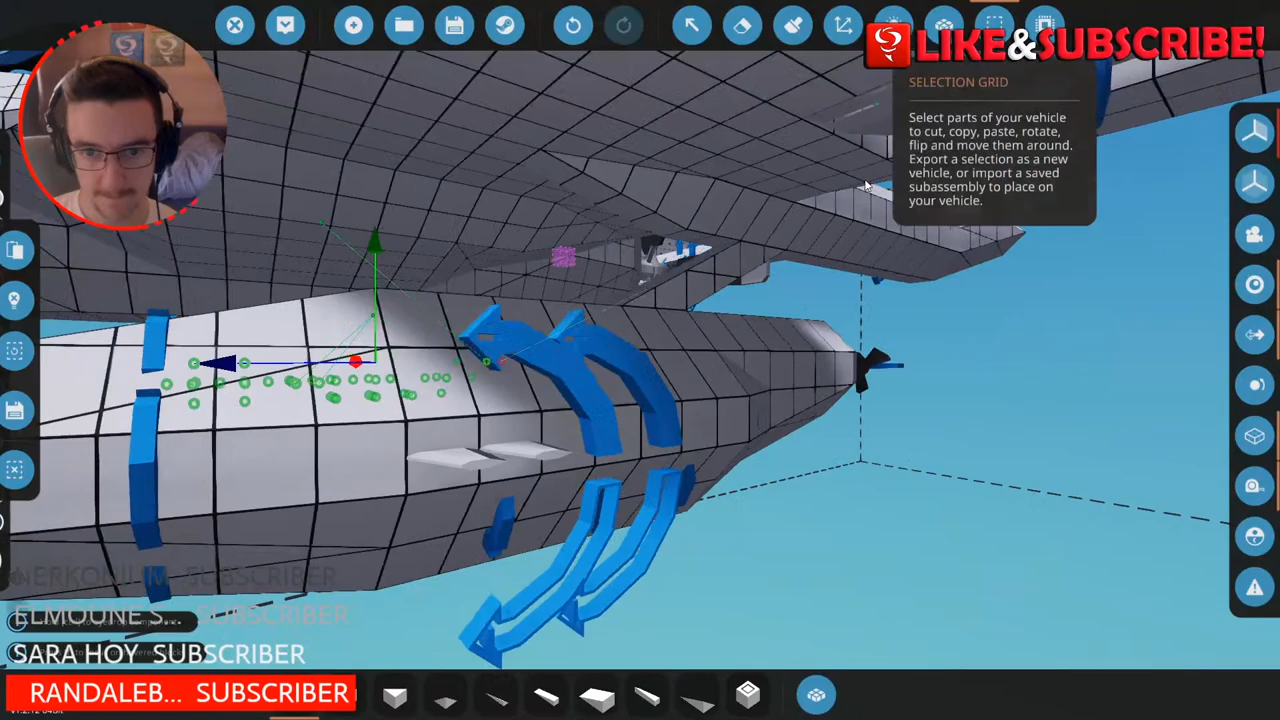 LIKE&SUBSCRIBE!
SELECTION GRID
Select parts of your vehicle
to cut, copy, paste, rotate,
flip and move them around.
Export a selection as a new
vehicle, or import a saved
subassembly to place on
your vehicle.
NERKONIUM SUBSCRIBER
ELMOUNE S... SUBSCRIBER
SARA HOY SUBSCRIBER
RANDALEB... SUBSCRIBER